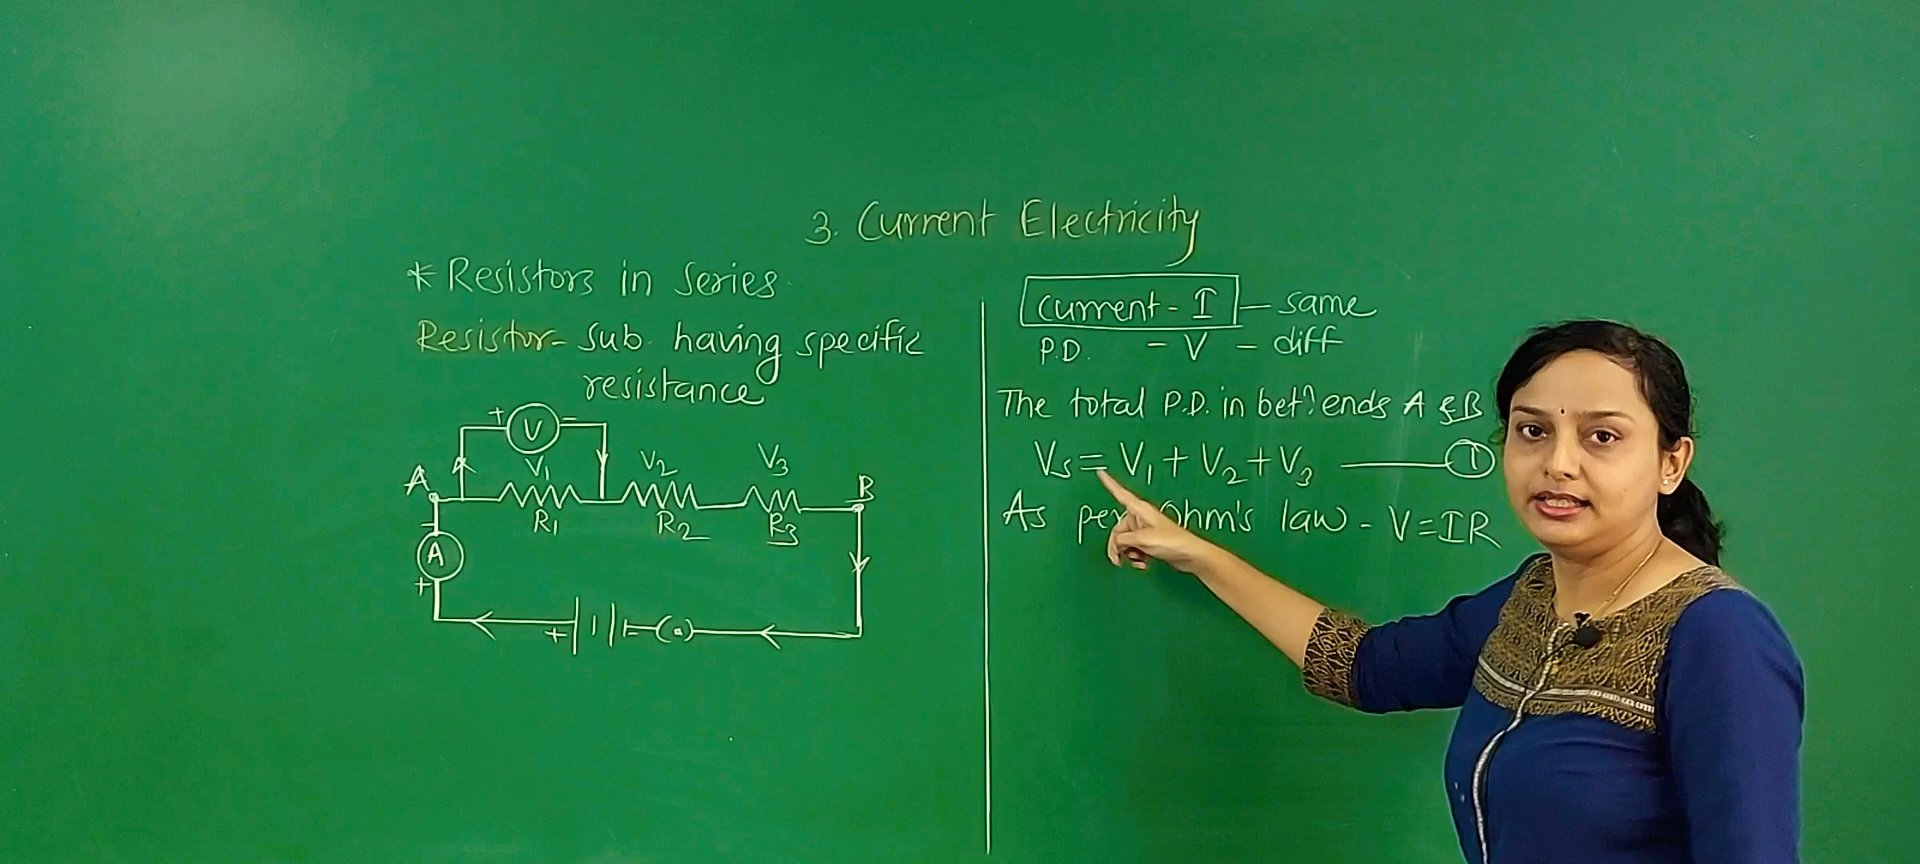 3. Current Electricity
* Resistors in series
Resistor - sub. having specific
resistance
+ V -
A V1 V2 V3 B
R1 R2 R3
-
A
+
+ -
Current - I - same
P.D. - V - diff
The total P.D. in betn ends A & B
Vs = V1 + V2 + V3 1
As per Ohm's law - V = IR